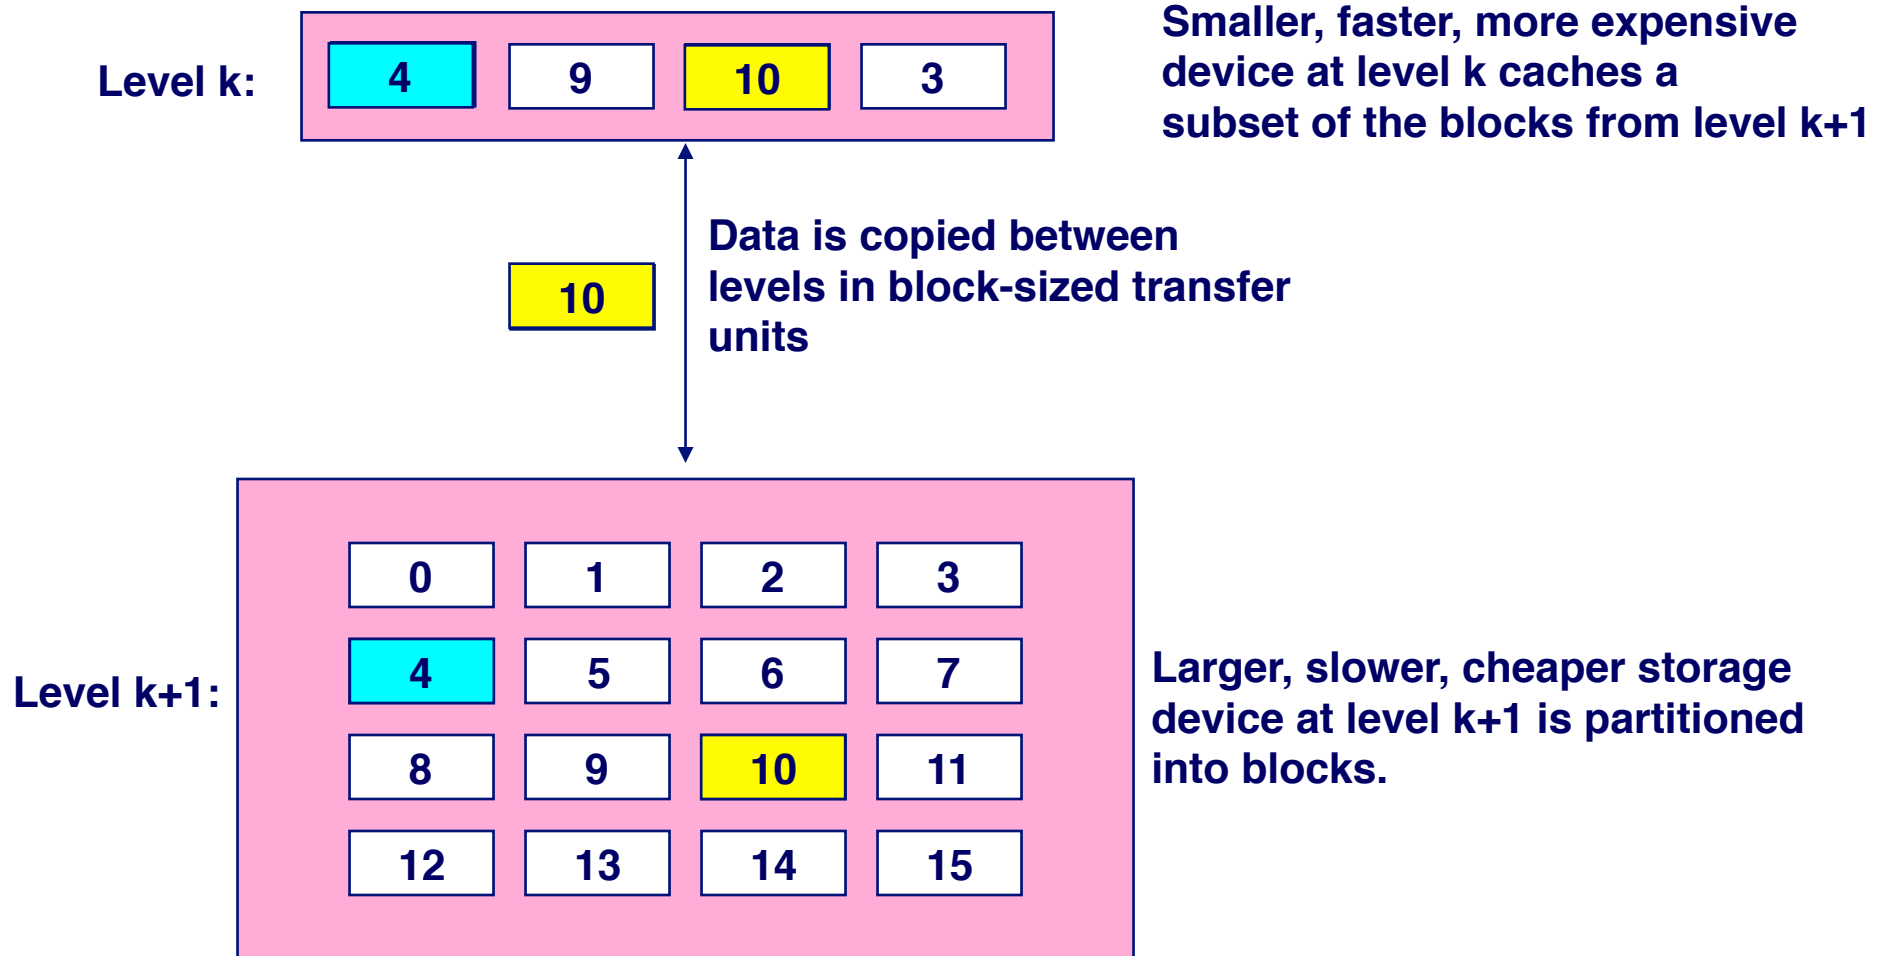 Smaller, faster, more expensive
device at level k caches a
subset of the blocks from level k+1
Level k:
4 9 10 3
Data is copied between
levels in block-sized transfer
units
10
Level k+1:
0 1 2 3
4 5 6 7
8 9 10 11
12 13 14 15
Larger, slower, cheaper storage
device at level k+1 is partitioned
into blocks.